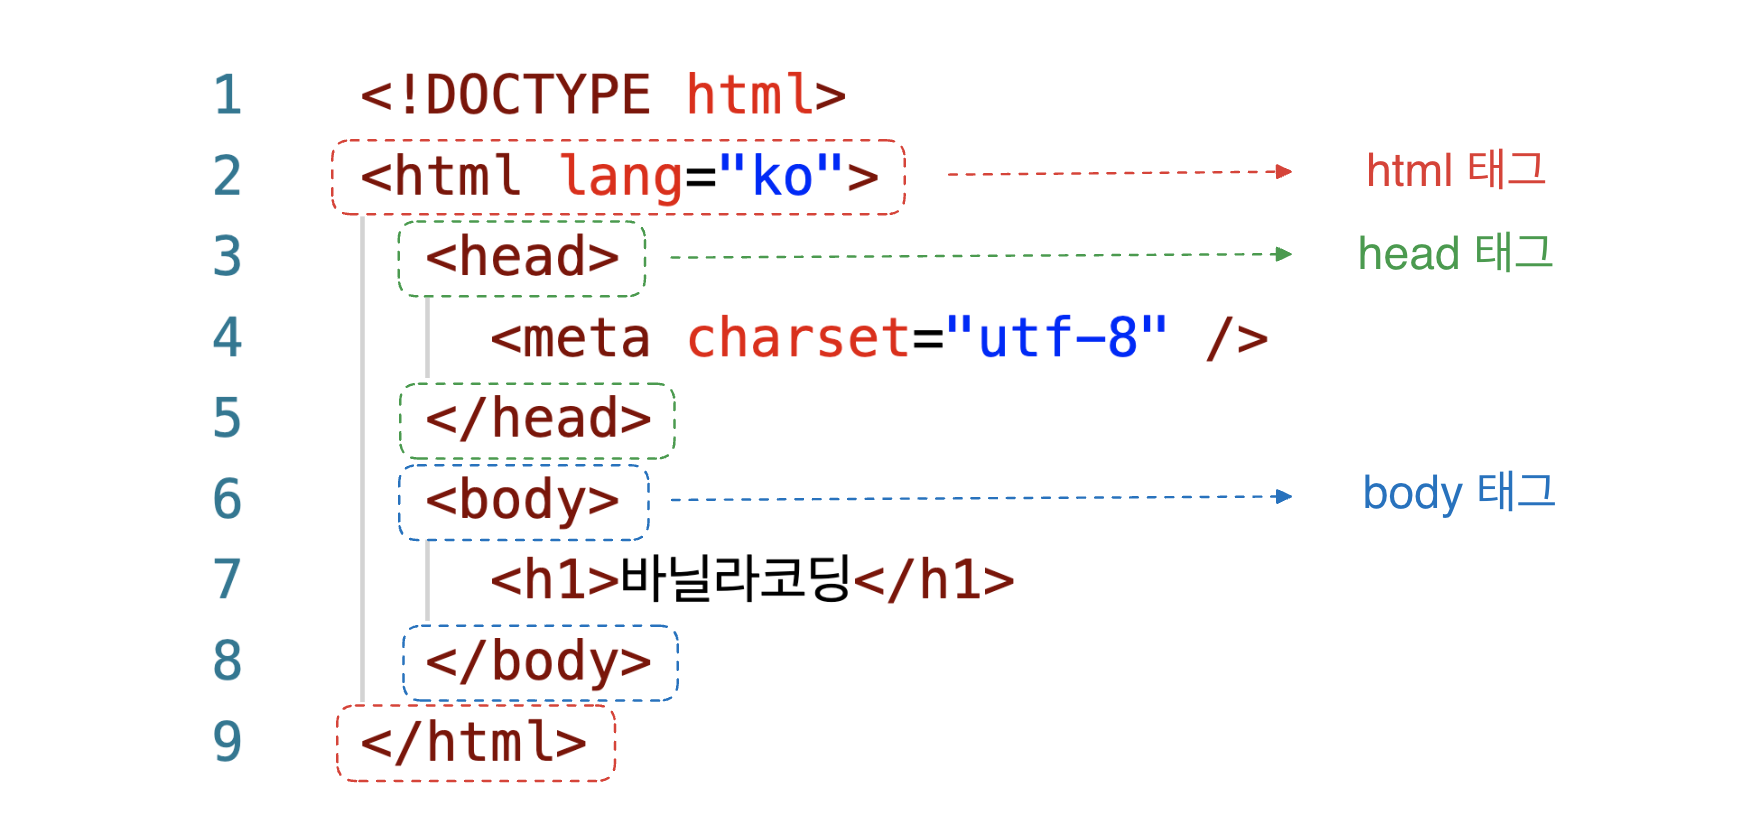 1 <!DOCTYPE html>
2 <html lang="ko"> html 태그
3 <head> head 태그
4 <meta charset="utf-8" />
5 </head>
6 <body> body 태그
7 <h1>바닐라코딩</h1>
8 </body>
9 </html>